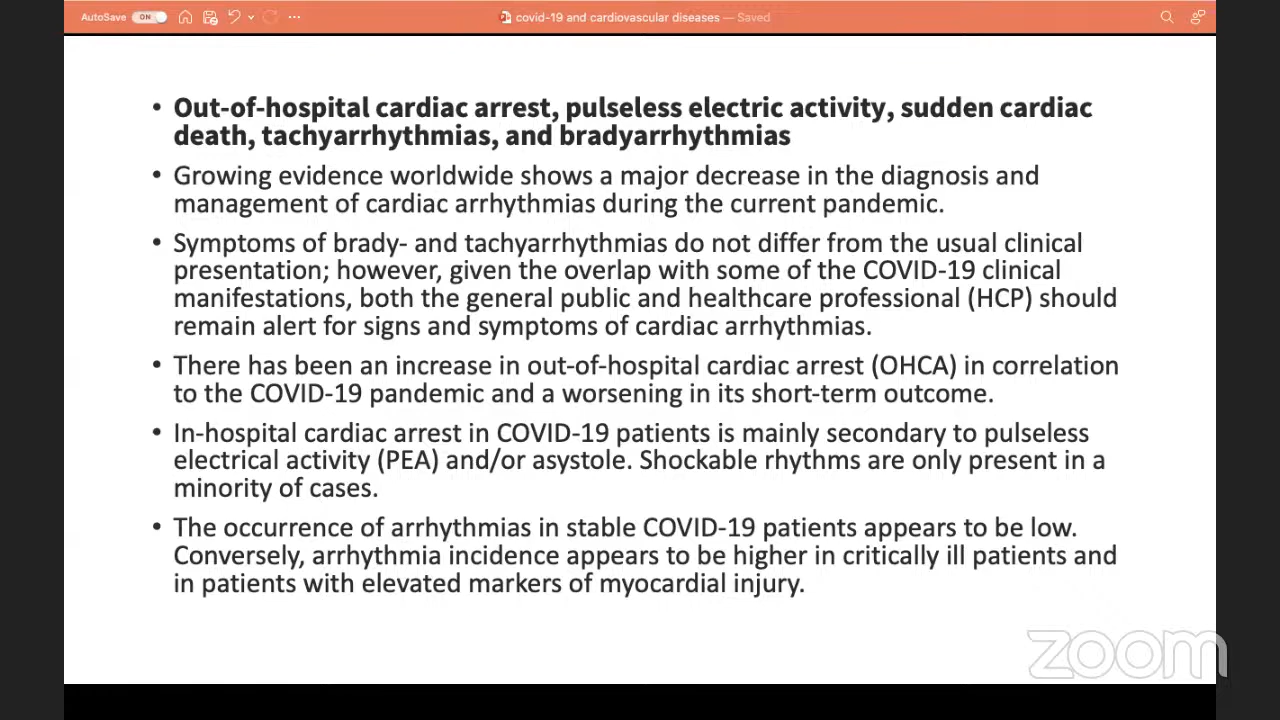 AutoSave ON covid-19 and cardiovascular diseases — Saved
• Out-of-hospital cardiac arrest, pulseless electric activity, sudden cardiac
death, tachyarrhythmias, and bradyarrhythmias
• Growing evidence worldwide shows a major decrease in the diagnosis and
management of cardiac arrhythmias during the current pandemic.
• Symptoms of brady- and tachyarrhythmias do not differ from the usual clinical
presentation; however, given the overlap with some of the COVID-19 clinical
manifestations, both the general public and healthcare professional (HCP) should
remain alert for signs and symptoms of cardiac arrhythmias.
• There has been an increase in out-of-hospital cardiac arrest (OHCA) in correlation
to the COVID-19 pandemic and a worsening in its short-term outcome.
• In-hospital cardiac arrest in COVID-19 patients is mainly secondary to pulseless
electrical activity (PEA) and/or asystole. Shockable rhythms are only present in a
minority of cases.
• The occurrence of arrhythmias in stable COVID-19 patients appears to be low.
Conversely, arrhythmia incidence appears to be higher in critically ill patients and
in patients with elevated markers of myocardial injury.
zoom